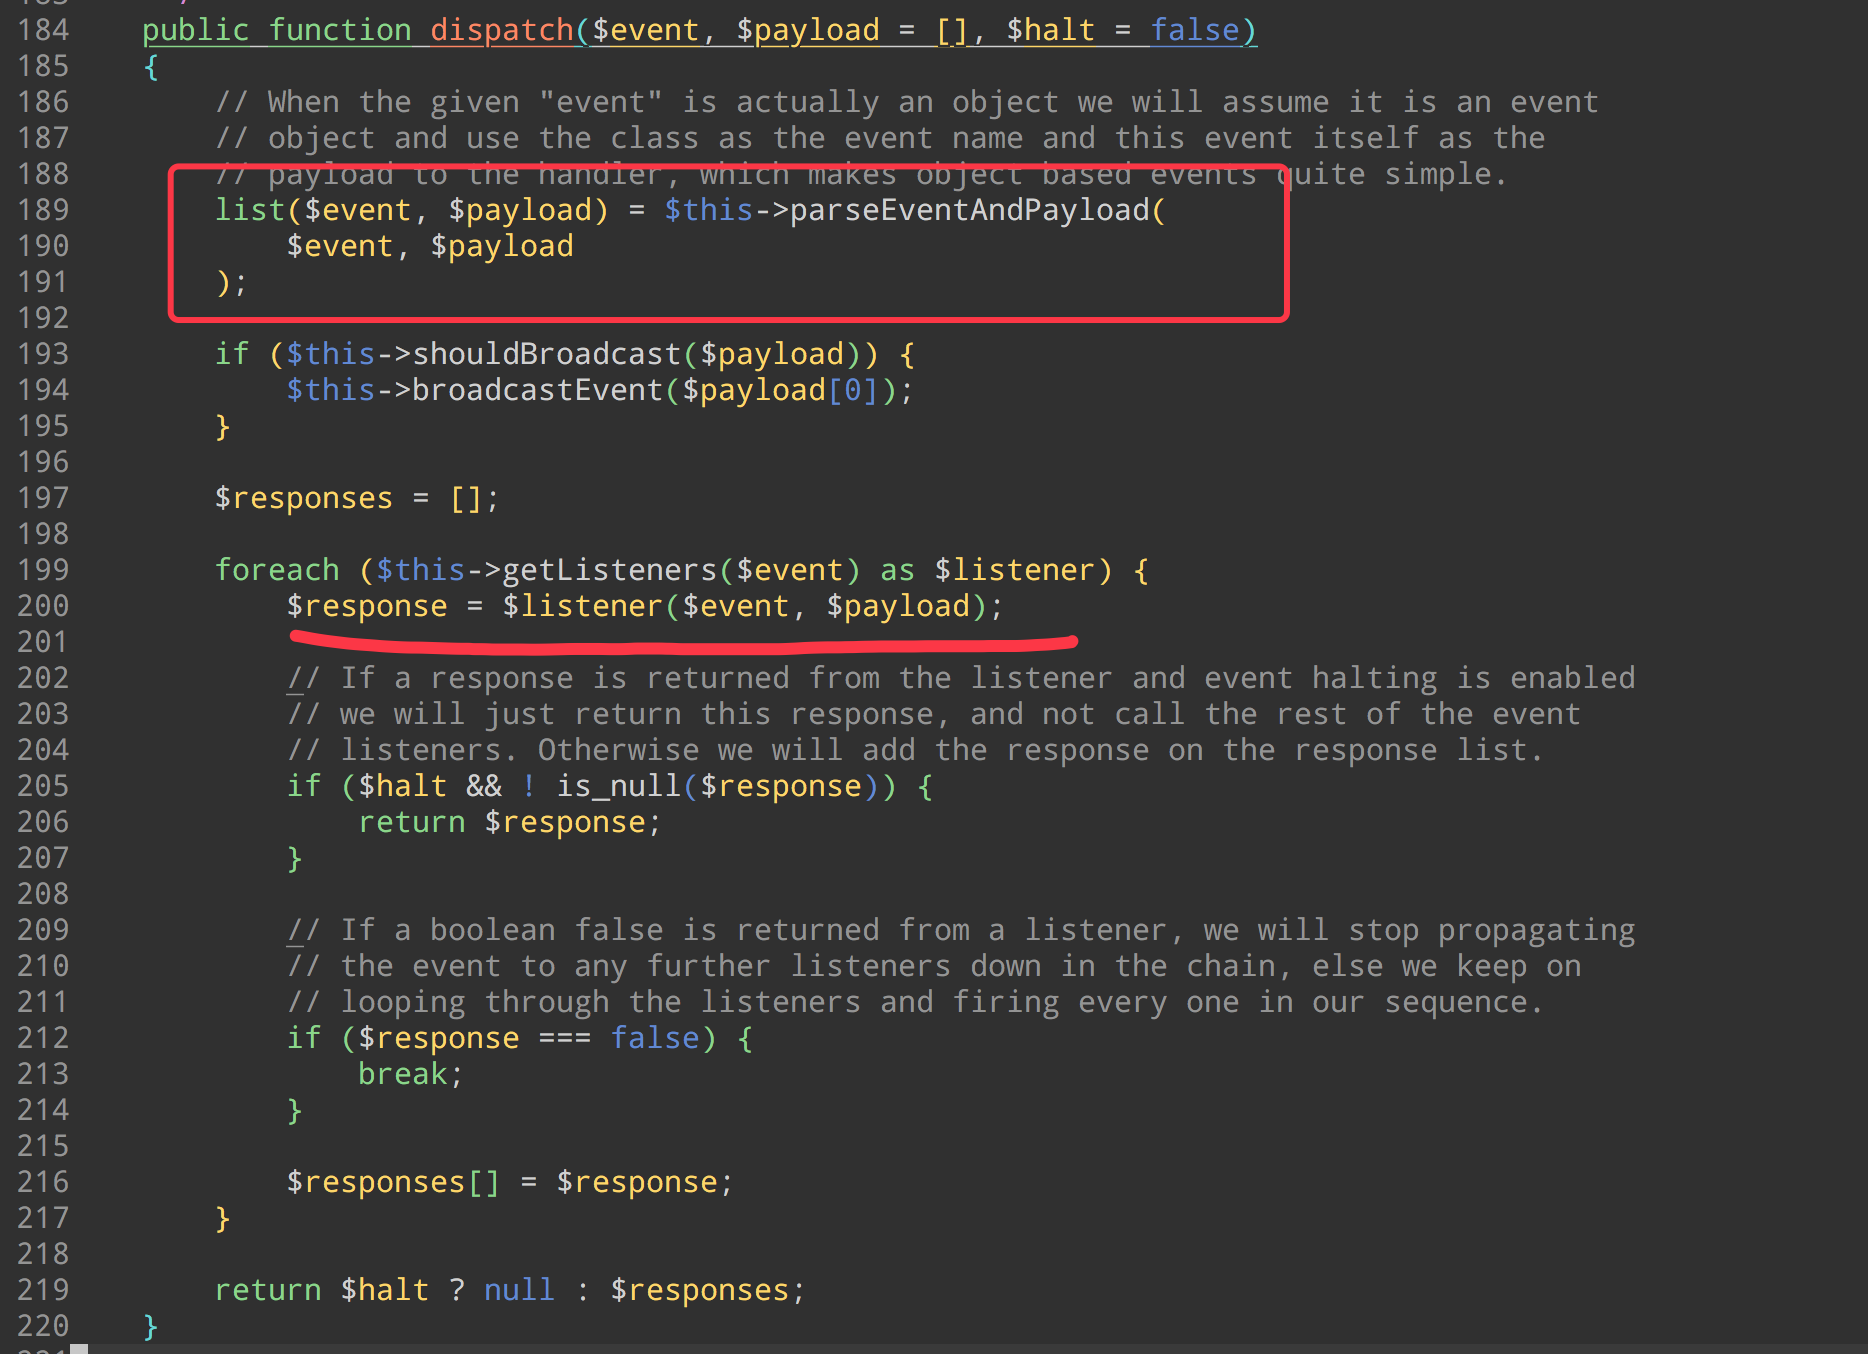 184     public function dispatch($event, $payload = [], $halt = false)
185     {
186         // When the given "event" is actually an object we will assume it is an event
187         // object and use the class as the event name and this event itself as the
188         // payload to the handler, which makes object based events quite simple.
189         list($event, $payload) = $this->parseEventAndPayload(
190             $event, $payload
191         );
192
193         if ($this->shouldBroadcast($payload)) {
194             $this->broadcastEvent($payload[0]);
195         }
196
197         $responses = [];
198
199         foreach ($this->getListeners($event) as $listener) {
200             $response = $listener($event, $payload);
201
202             // If a response is returned from the listener and event halting is enabled
203             // we will just return this response, and not call the rest of the event
204             // listeners. Otherwise we will add the response on the response list.
205             if ($halt && ! is_null($response)) {
206                 return $response;
207             }
208
209             // If a boolean false is returned from a listener, we will stop propagating
210             // the event to any further listeners down in the chain, else we keep on
211             // looping through the listeners and firing every one in our sequence.
212             if ($response === false) {
213                 break;
214             }
215
216             $responses[] = $response;
217         }
218
219         return $halt ? null : $responses;
220     }